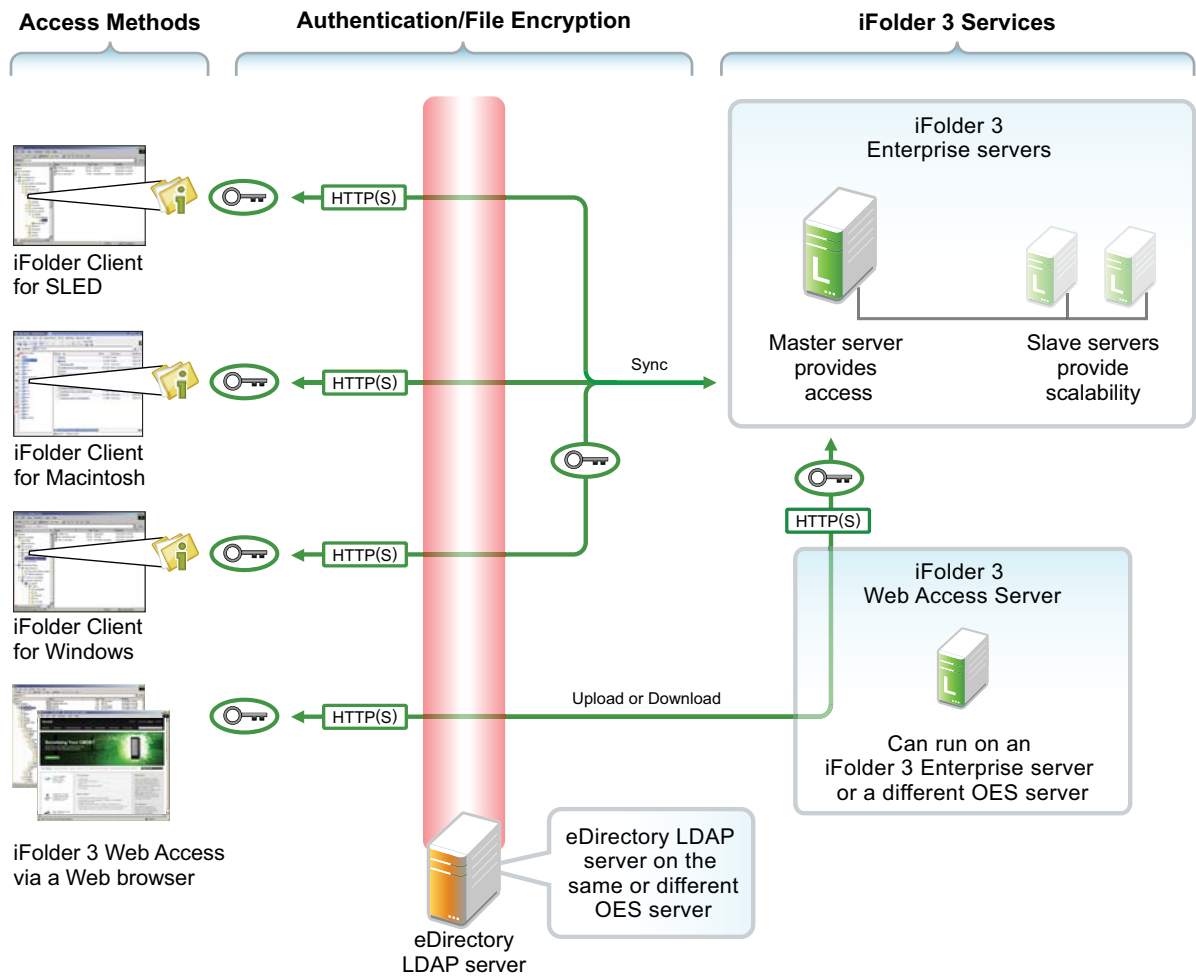 Access Methods
Authentication/File Encryption
iFolder 3 Services
iFolder Client
for SLED
HTTP(S)
iFolder 3
Enterprise servers
L
L
L
Master server
provides
access
Slave servers
provide
scalability
iFolder Client
for Macintosh
HTTP(S)
Sync
iFolder Client
for Windows
HTTP(S)
HTTP(S)
iFolder 3
Web Access Server
L
Can run on an
iFolder 3 Enterprise server
or a different OES server
iFolder 3 Web Access
via a Web browser
HTTP(S)
Upload or Download
eDirectory LDAP
server on the
same or different
OES server
eDirectory
LDAP server